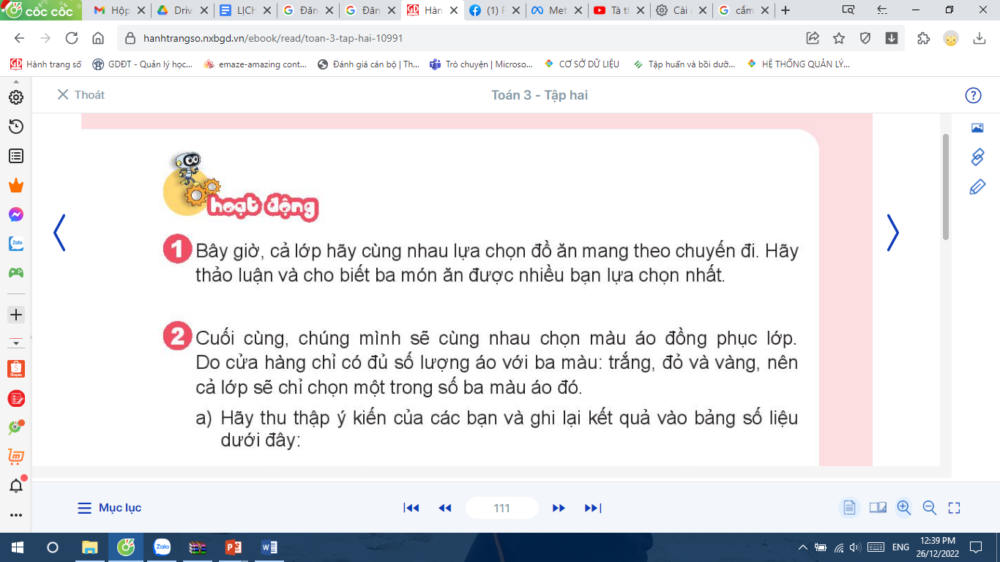 cốc cốc
Hộp
Driv
LỊCH
Đăn
Đăn
Hàn
(1) F
Met
Tà th
Cài
cầm
hanhtrangso.nxbgd.vn/ebook/read/toan-3-tap-hai-10991
Hành trang số
GDĐT - Quản lý học...
emaze-amazing cont...
Đánh giá cán bộ | Th...
Trò chuyện | Microso...
CƠ SỞ DỮ LIỆU
Tập huấn và bồi dưỡ...
HỆ THỐNG QUẢN LÝ...
Thoát
Toán 3 - Tập hai
hoạt động
1 Bây giờ, cả lớp hãy cùng nhau lựa chọn đồ ăn mang theo chuyến đi. Hãy
thảo luận và cho biết ba món ăn được nhiều bạn lựa chọn nhất.
2 Cuối cùng, chúng mình sẽ cùng nhau chọn màu áo đồng phục lớp.
Do cửa hàng chỉ có đủ số lượng áo với ba màu: trắng, đỏ và vàng, nên
cả lớp sẽ chỉ chọn một trong số ba màu áo đó.
a) Hãy thu thập ý kiến của các bạn và ghi lại kết quả vào bảng số liệu
dưới đây:
Mục lục
111
ENG
12:39 PM
26/12/2022